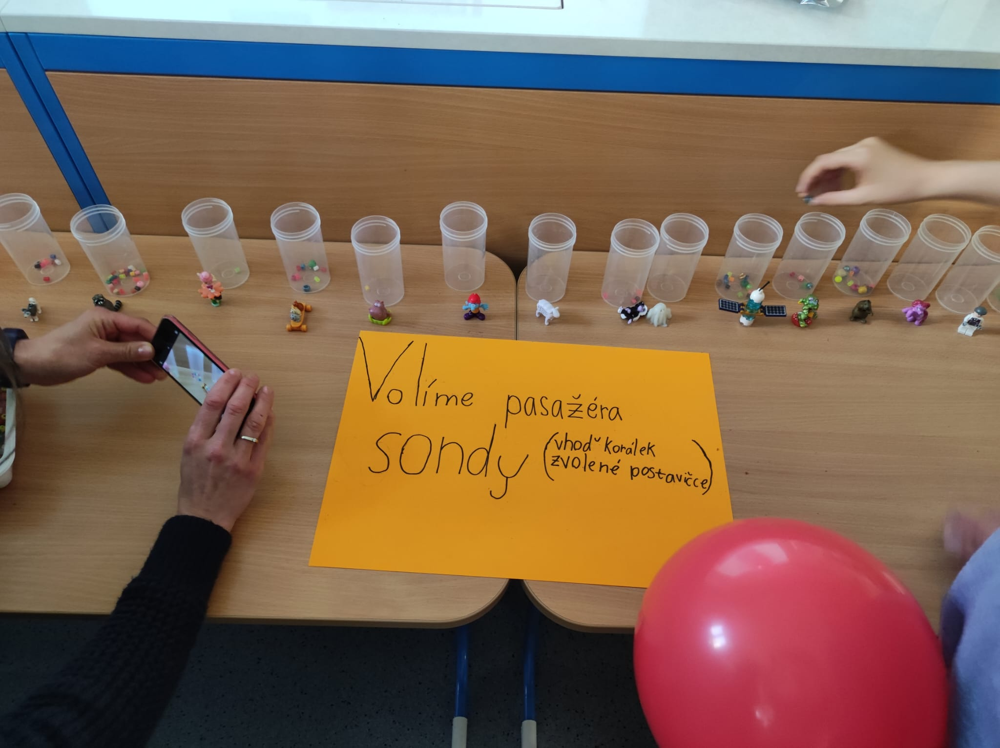 Volíme pasažéra
sondy (vhoď korálek
zvolené postavičce)